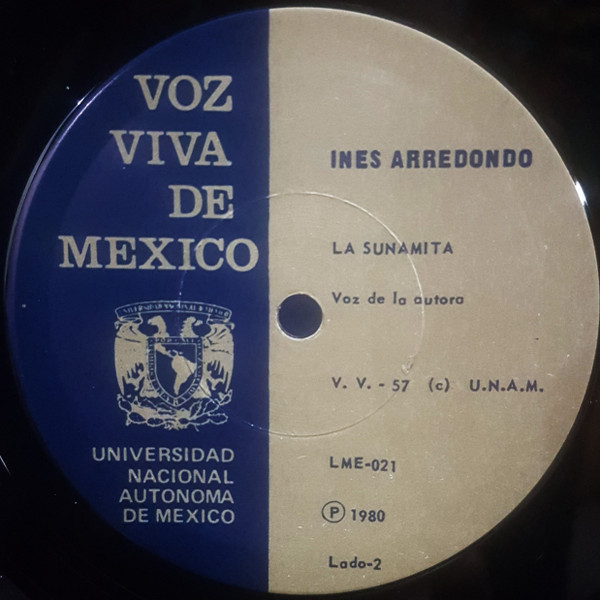 VOZ
VIVA
DE
MEXICO
UNIVERSIDAD
NACIONAL
AUTONOMA
DE MEXICO
INES ARREDONDO
LA SUNAMITA
Voz de la autora
V. V. - 57 (c) U.N.A.M.
LME-021
Ⓟ 1980
Lado-2